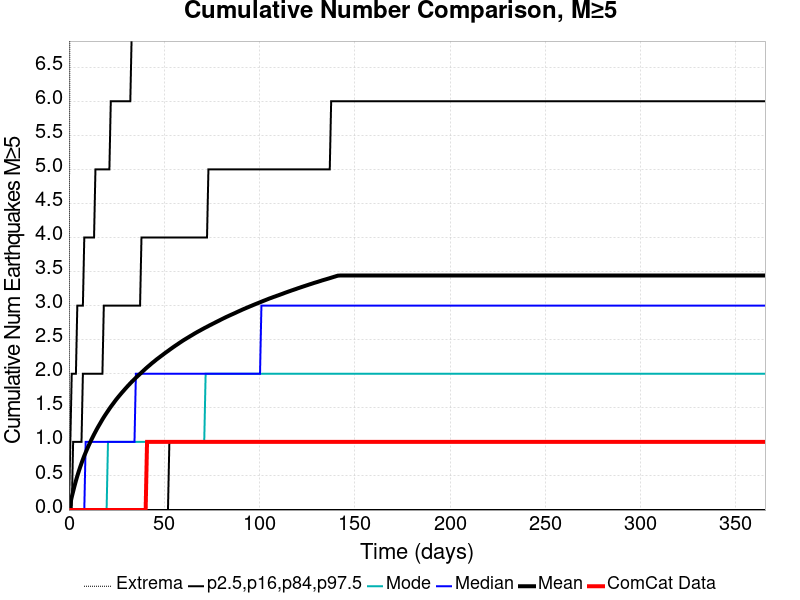 Cumulative Number Comparison, M≥5
Cumulative Num Earthquakes M≥5
6.5
6.0
5.5
5.0
4.5
4.0
3.5
3.0
2.5
2.0
1.5
1.0
0.5
0.0
0 50 100 150 200 250 300 350
Time (days)
Extrema p2.5,p16,p84,p97.5 Mode Median Mean ComCat Data